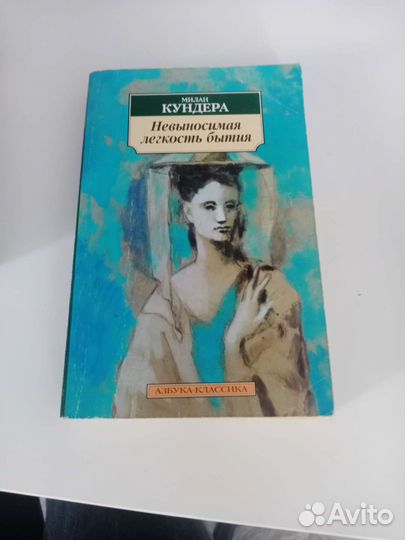 МИЛАН
КУНДЕРА
Невыносимая
легкость бытия
АЗБУКА-КЛАССИКА
Avito